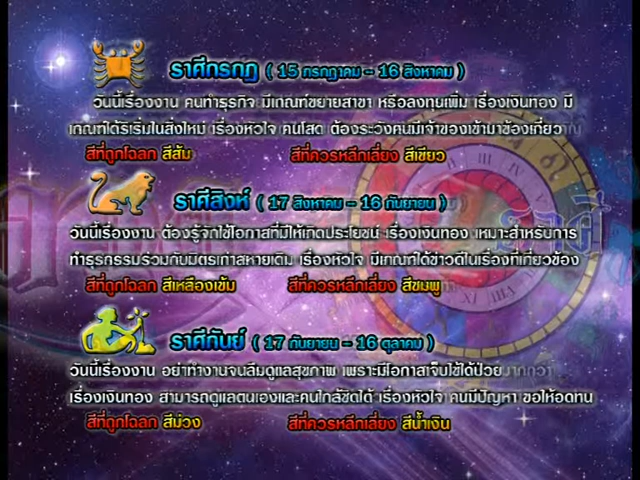 ราศีกรกฎ ( 15 กรกฎาคม – 16 สิงหาคม )
วันนี้เรื่องงาน คนทำธุรกิจ มีเกณฑ์ขยายสาขา หรือลงทุนเพิ่ม เรื่องเงินทอง มี
เกณฑ์ได้ริเริ่มในสิ่งใหม่ เรื่องหัวใจ คนโสด ต้องระวังคนมีเจ้าของเข้ามาข้องเกี่ยว
สีที่ถูกโฉลก สีส้ม สีที่ควรหลีกเลี่ยง สีเขียว
ราศีสิงห์ ( 17 สิงหาคม – 16 กันยายน )
วันนี้เรื่องงาน ต้องรู้จักใช้โอกาสที่มีให้เกิดประโยชน์ เรื่องเงินทอง เหมาะสำหรับการ
ทำธุรกรรมร่วมกับมิตรเก่าสหายเดิม เรื่องหัวใจ มีเกณฑ์ได้ข่าวดีในเรื่องที่เกี่ยวข้อง
สีที่ถูกโฉลก สีเหลืองเข้ม สีที่ควรหลีกเลี่ยง สีชมพู
ราศีกันย์ ( 17 กันยายน – 16 ตุลาคม )
วันนี้เรื่องงาน อย่าทำงานจนลืมดูแลสุขภาพ เพราะมีโอกาสเจ็บไข้ได้ป่วยมากกว่า
เรื่องเงินทอง สามารถดูแลตนเองและคนใกล้ชิดได้ เรื่องหัวใจ คนมีปัญหา ขอให้อดทน
สีที่ถูกโฉลก สีม่วง สีที่ควรหลีกเลี่ยง สีน้ำเงิน